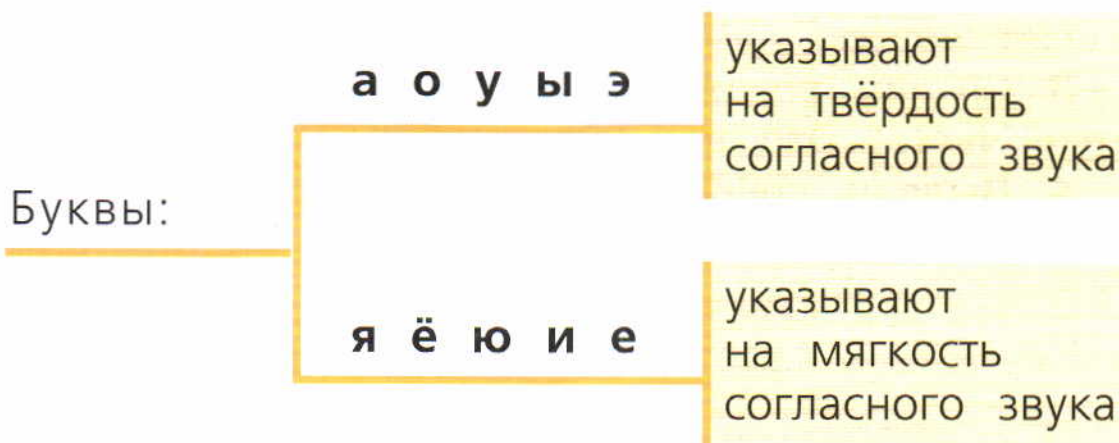 Буквы:
а о у ы э
указывают
на твёрдость
согласного звука
я ё ю и е
указывают
на мягкость
согласного звука